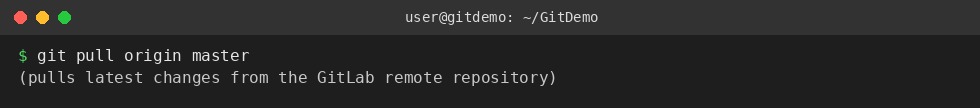 user@gitdemo: ~/GitDemo
$ git pull origin master
(pulls latest changes from the GitLab remote repository)